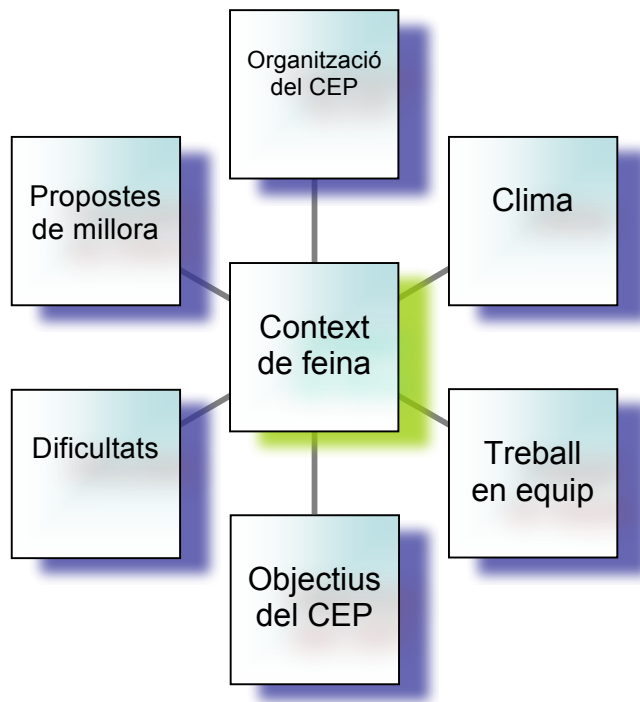 Organització
del CEP
Propostes
de millora
Clima
Context
de feina
Dificultats
Treball
en equip
Objectius
del CEP